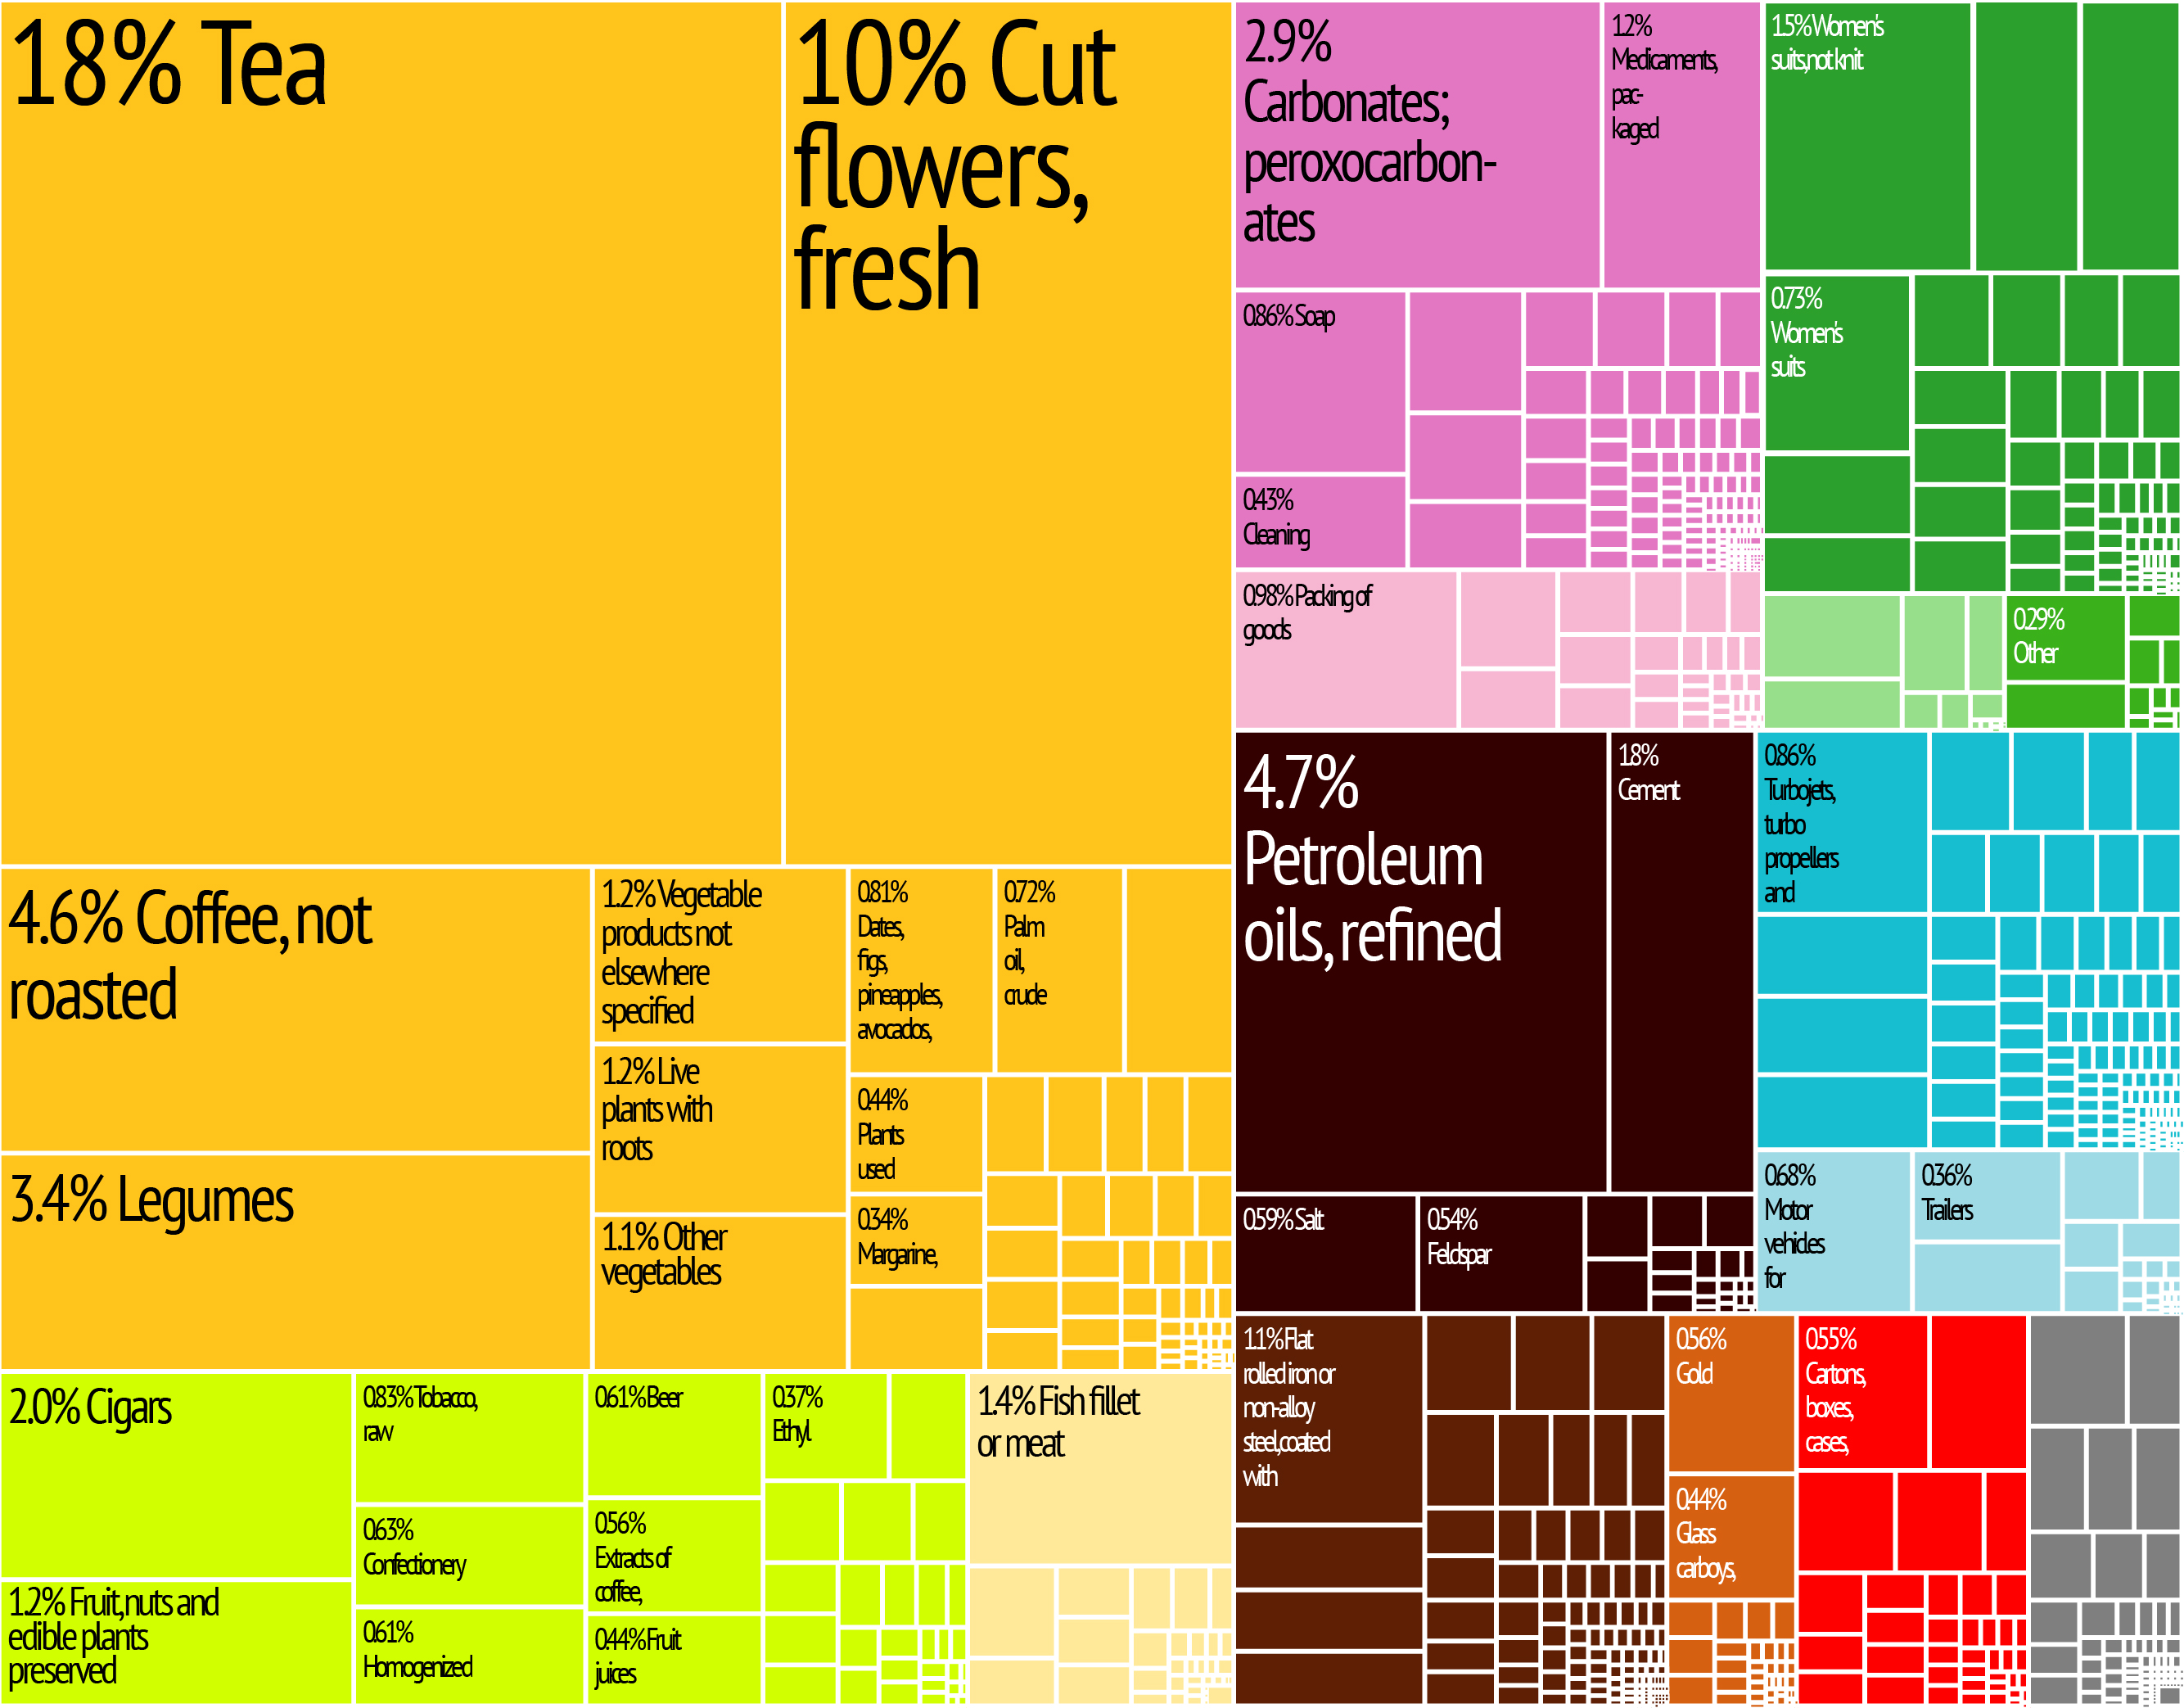 18% Tea
10% Cut
flowers,
fresh
4.6% Coffee, not
roasted
3.4% Legumes
1.2% Vegetable
products not
elsewhere
specified
1.2% Live
plants with
roots
1.1% Other
vegetables
0.81%
Dates,
figs,
pineapples,
avocados,
0.72%
Palm
oil,
crude
0.44%
Plants
used
0.34%
Margarine,
2.0% Cigars
1.2% Fruit, nuts and
edible plants
preserved
0.83% Tobacco,
raw
0.63%
Confectionery
0.61%
Homogenized
0.61% Beer
0.56%
Extracts of
coffee,
0.44% Fruit
juices
0.37%
Ethyl
1.4% Fish fillet
or meat
2.9%
Carbonates;
peroxocarbon-
ates
1.2%
Medicaments,
pac-
kaged
0.86% Soap
0.43%
Cleaning
0.98% Packing of
goods
1.5% Women's
suits, not knit
0.73%
Women's
suits
0.29%
Other
4.7%
Petroleum
oils, refined
1.8%
Cement
0.59% Salt
0.54%
Feldspar
0.86%
Turbojets,
turbo
propellers
and
0.68%
Motor
vehicles
for
0.36%
Trailers
1.1% Flat
rolled iron or
non-alloy
steel, coated
with
0.56%
Gold
0.44%
Glass
carboys,
0.55%
Cartons,
boxes,
cases,